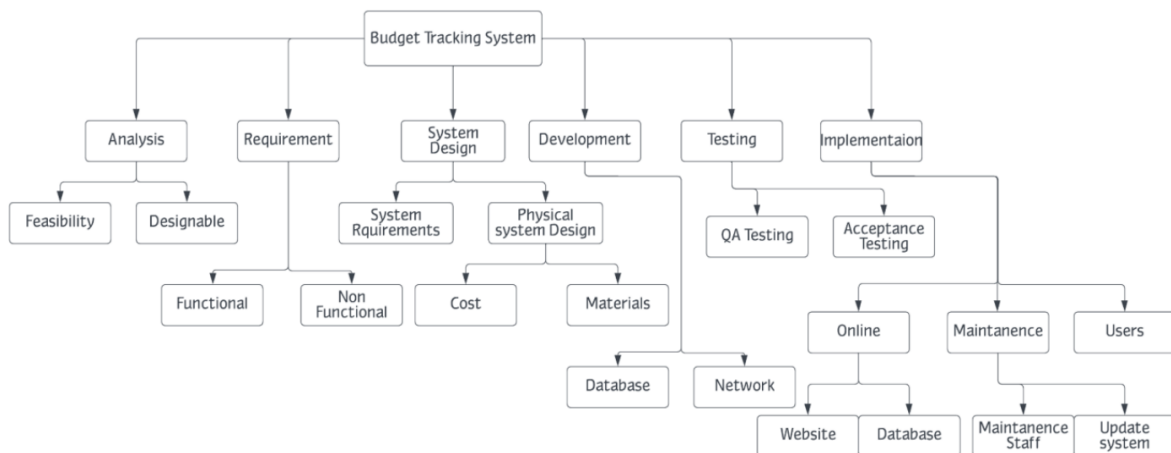 Budget Tracking System
Analysis
Requirement
System
Design
Development
Testing
Implementaion
Feasibility
Designable
System
Rquirements
Physical
system Design
QA Testing
Acceptance
Testing
Functional
Non
Functional
Cost
Materials
Online
Maintanence
Users
Database
Network
Website
Database
Maintanence
Staff
Update
system